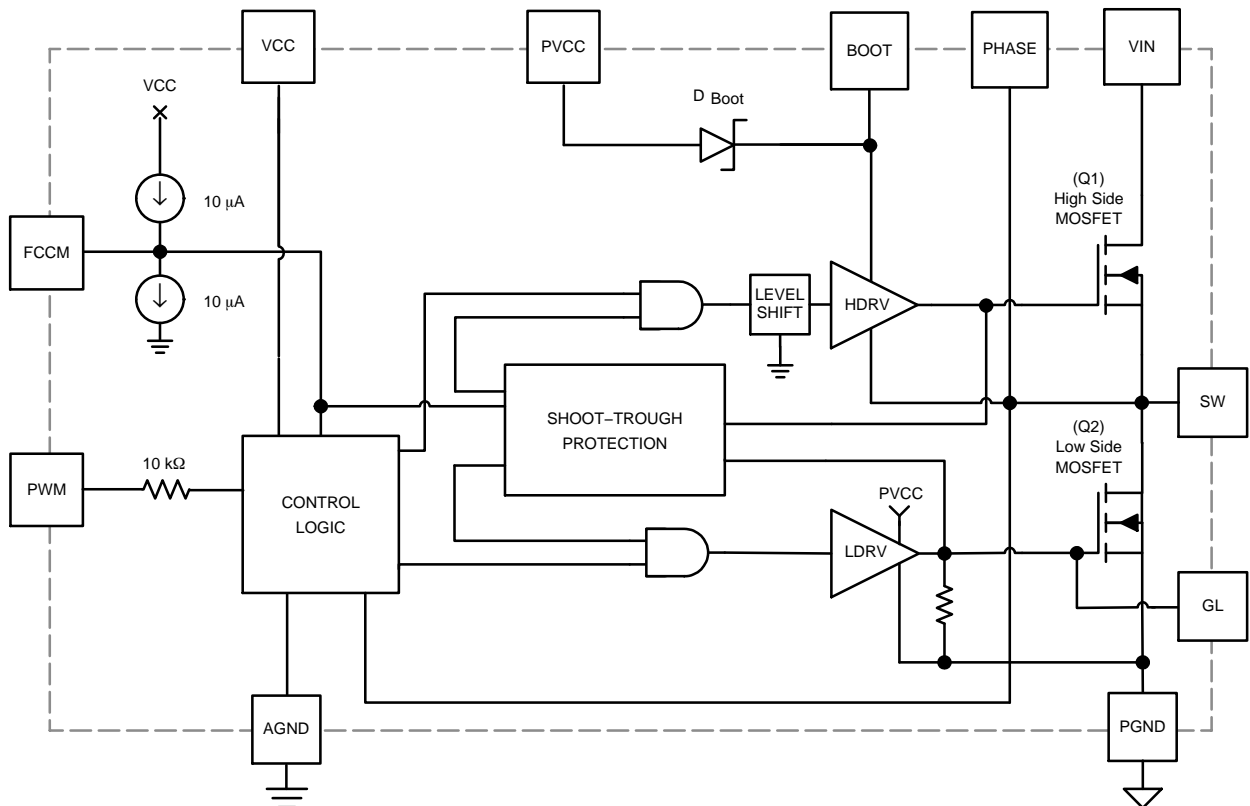 VCC
PVCC
BOOT
PHASE
VIN
VCC
D Boot
10 μA
(Q1)
High Side
MOSFET
FCCM
10 μA
LEVEL
SHIFT
HDRV
SHOOT−TROUGH
PROTECTION
SW
(Q2)
Low Side
MOSFET
PWM
10 kΩ
CONTROL
LOGIC
PVCC
LDRV
GL
AGND
PGND